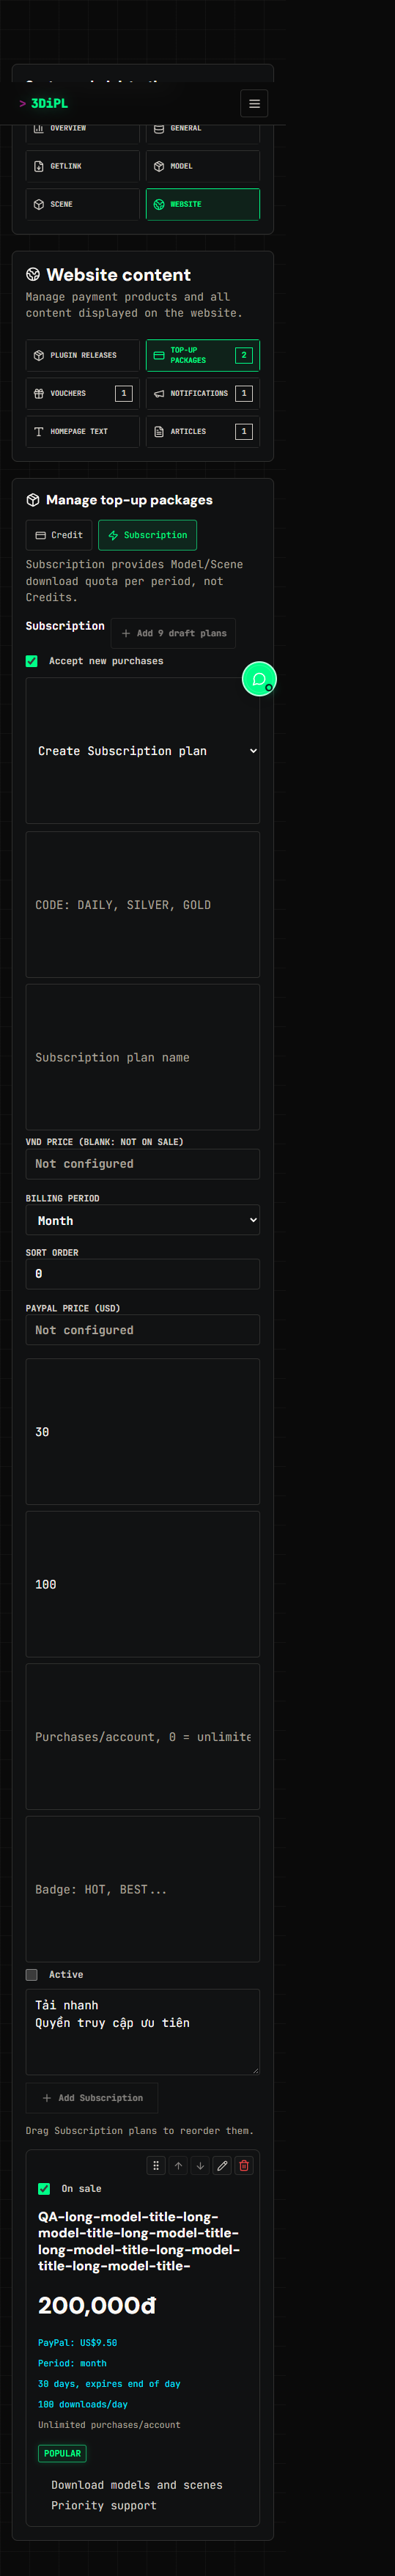 > 3DiPL
OVERVIEW
GENERAL
GETLINK
MODEL
SCENE
WEBSITE
Website content
Manage payment products and all
content displayed on the website.
PLUGIN RELEASES
TOP-UP
PACKAGES
2
VOUCHERS
1
NOTIFICATIONS
1
HOMEPAGE TEXT
ARTICLES
1
Manage top-up packages
Credit
Subscription
Subscription provides Model/Scene
download quota per period, not
Credits.
Subscription
Add 9 draft plans
Accept new purchases
Create Subscription plan
CODE: DAILY, SILVER, GOLD
Subscription plan name
VND PRICE (BLANK: NOT ON SALE)
Not configured
BILLING PERIOD
Month
SORT ORDER
0
PAYPAL PRICE (USD)
Not configured
30
100
Purchases/account, 0 = unlimite
Badge: HOT, BEST...
Active
Tải nhanh
Quyền truy cập ưu tiên
Add Subscription
Drag Subscription plans to reorder them.
On sale
QA-long-model-title-long-
model-title-long-model-title-
long-model-title-long-model-
title-long-model-title-
200,000đ
PayPal: US$9.50
Period: month
30 days, expires end of day
100 downloads/day
Unlimited purchases/account
POPULAR
Download models and scenes
Priority support